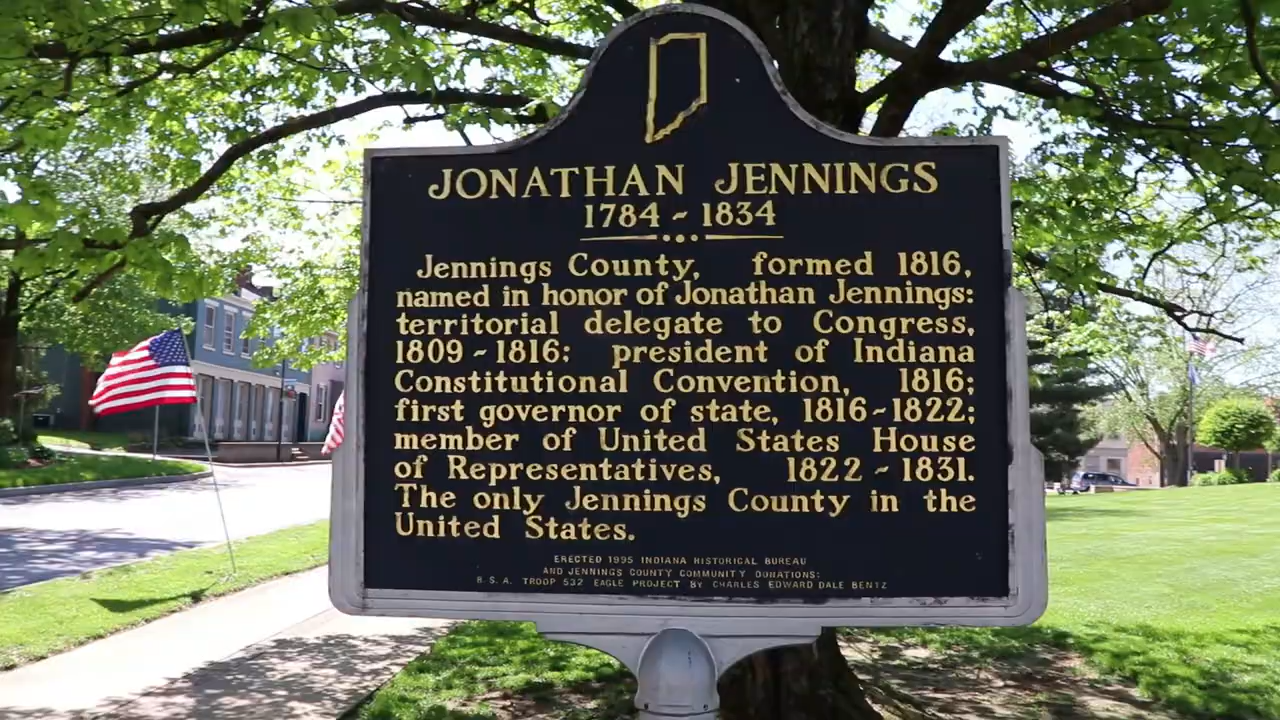 JONATHAN JENNINGS
1784 ~ 1834
Jennings County, formed 1816,
named in honor of Jonathan Jennings:
territorial delegate to Congress,
1809 ~ 1816; president of Indiana
Constitutional Convention, 1816;
first governor of state, 1816 ~ 1822;
member of United States House
of Representatives, 1822 ~ 1831.
The only Jennings County in the
United States.
ERECTED 1995 INDIANA HISTORICAL BUREAU
AND JENNINGS COUNTY COMMUNITY DONATIONS:
B.S.A. TROOP 532 EAGLE PROJECT BY CHARLES EDWARD DALE BENTZ